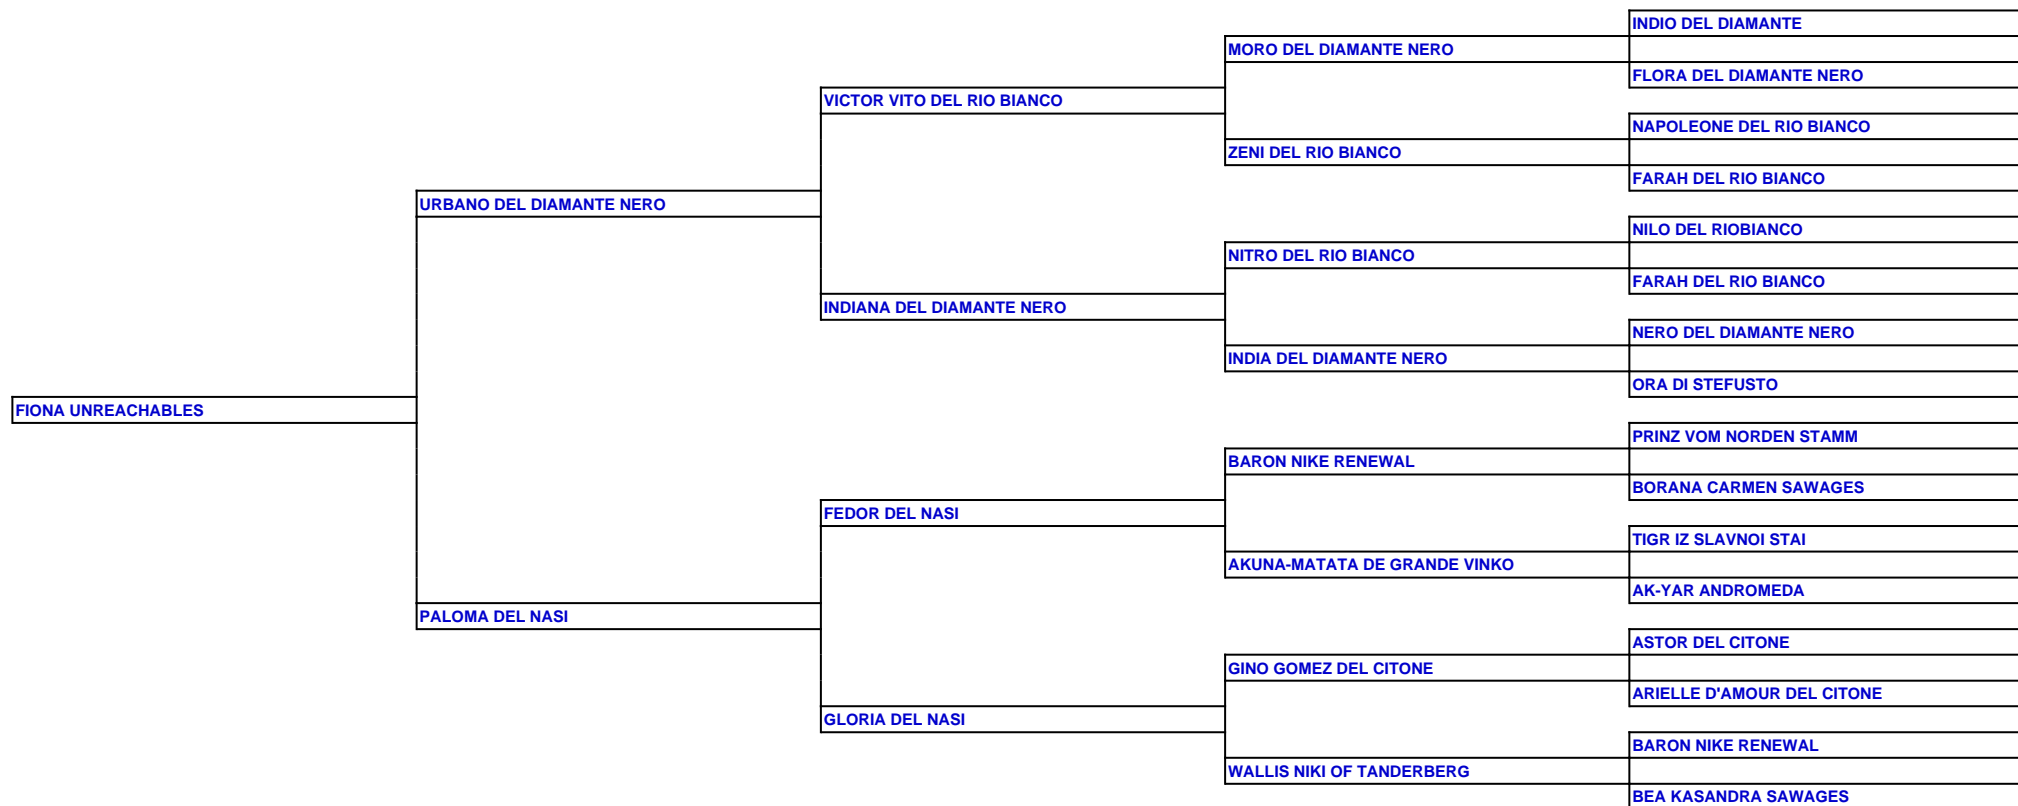 INDIO DEL DIAMANTE
MORO DEL DIAMANTE NERO
FLORA DEL DIAMANTE NERO
VICTOR VITO DEL RIO BIANCO
NAPOLEONE DEL RIO BIANCO
ZENI DEL RIO BIANCO
FARAH DEL RIO BIANCO
URBANO DEL DIAMANTE NERO
NILO DEL RIOBIANCO
NITRO DEL RIO BIANCO
FARAH DEL RIO BIANCO
INDIANA DEL DIAMANTE NERO
NERO DEL DIAMANTE NERO
INDIA DEL DIAMANTE NERO
ORA DI STEFUSTO
FIONA UNREACHABLES
PRINZ VOM NORDEN STAMM
BARON NIKE RENEWAL
BORANA CARMEN SAWAGES
FEDOR DEL NASI
TIGR IZ SLAVNOI STAI
AKUNA-MATATA DE GRANDE VINKO
AK-YAR ANDROMEDA
PALOMA DEL NASI
ASTOR DEL CITONE
GINO GOMEZ DEL CITONE
ARIELLE D'AMOUR DEL CITONE
GLORIA DEL NASI
BARON NIKE RENEWAL
WALLIS NIKI OF TANDERBERG
BEA KASANDRA SAWAGES